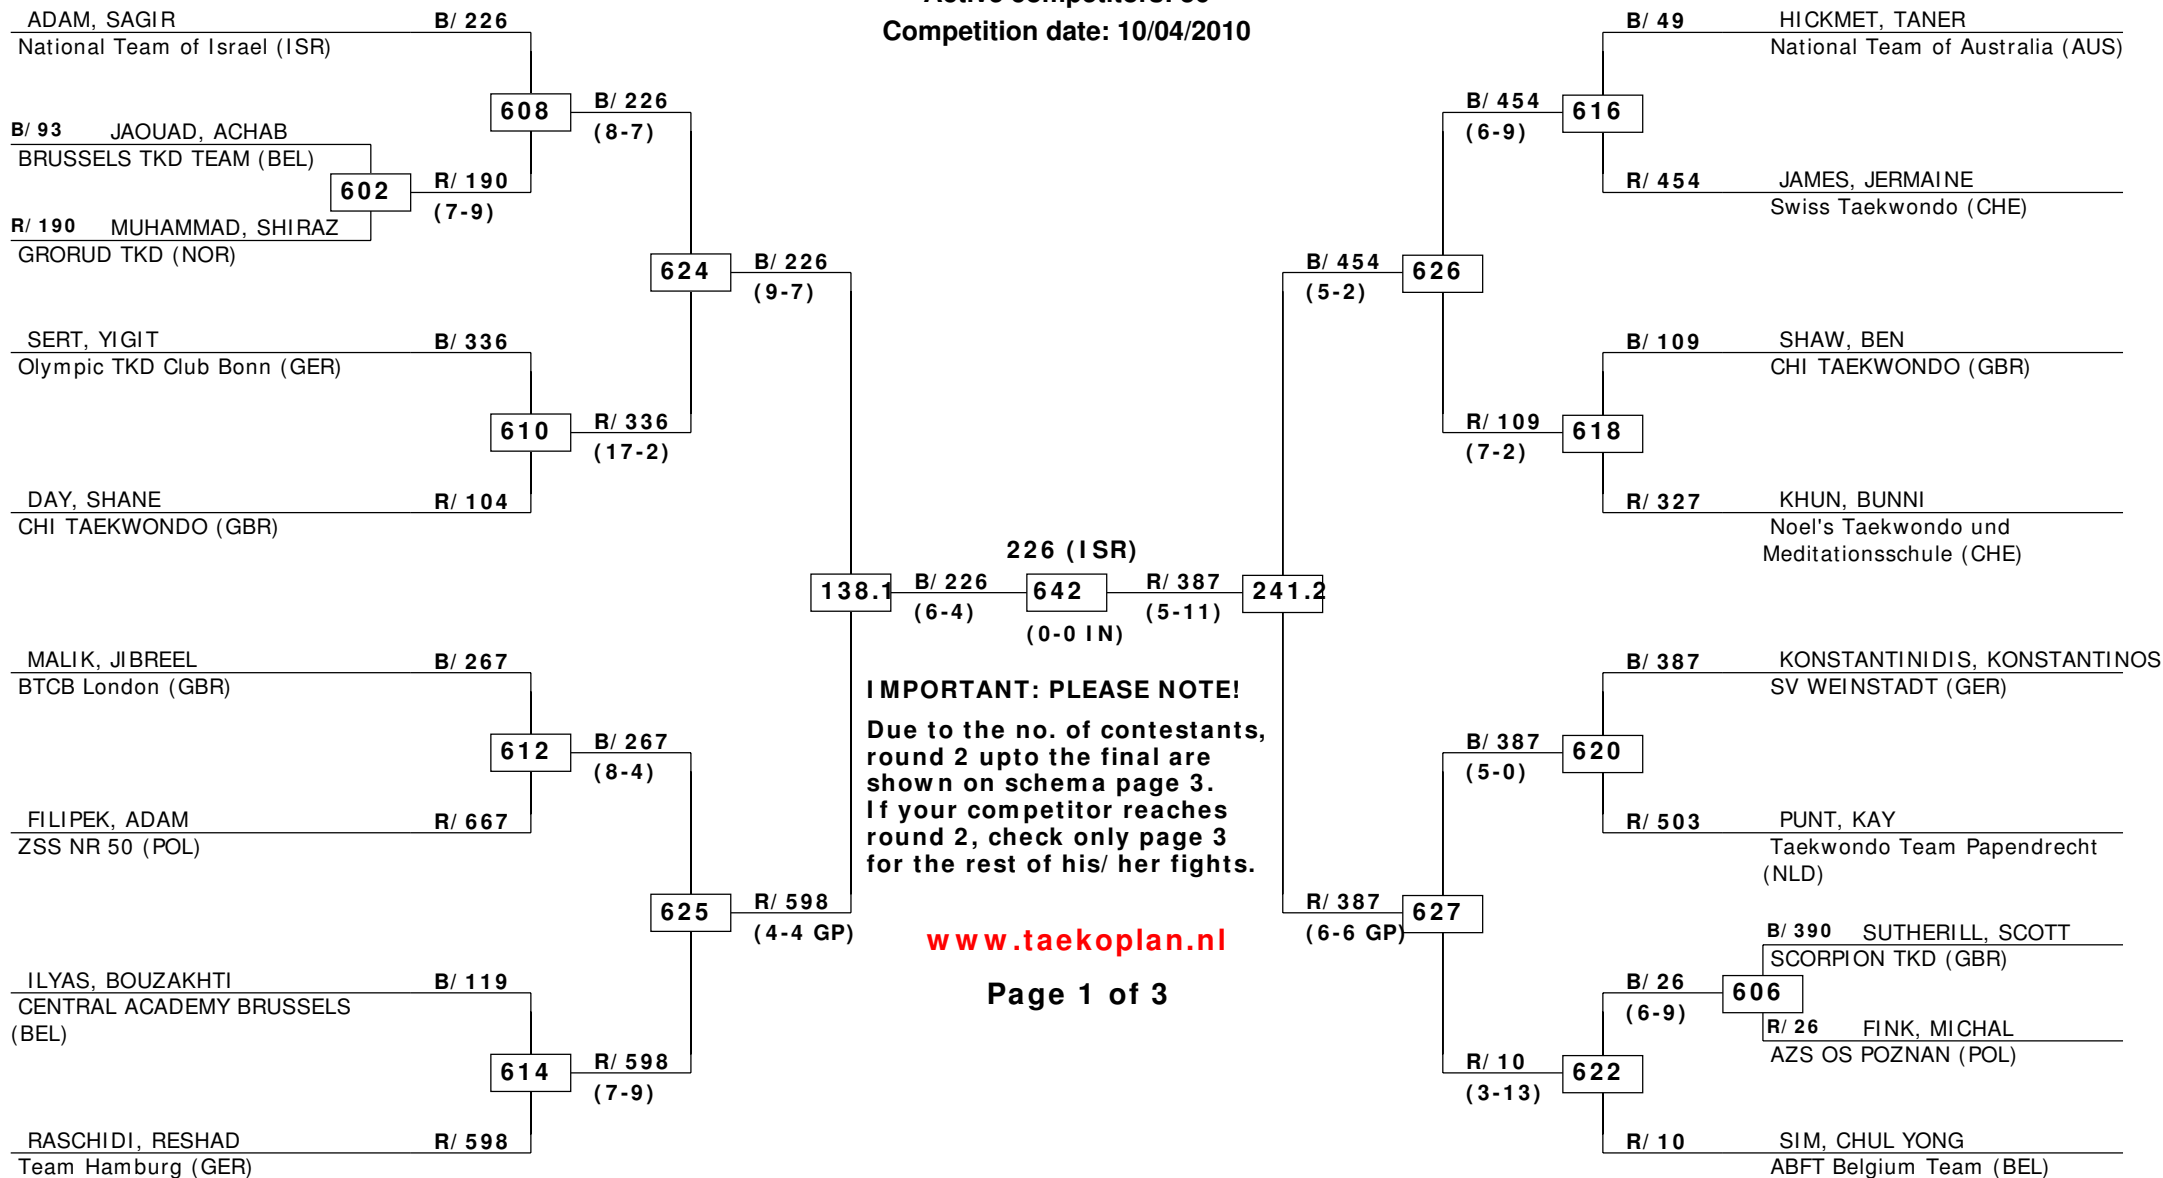 Competition date: 10/04/2010
ADAM, SAGIR B/ 226
National Team of Israel (ISR)
608
B/ 226
(8-7)
B/ 93 JAOUAD, ACHAB
BRUSSELS TKD TEAM (BEL)
602
R/ 190
(7-9)
R/ 190 MUHAMMAD, SHIRAZ
GRORUD TKD (NOR)
624
B/ 226
(9-7)
SERT, YIGIT B/ 336
Olympic TKD Club Bonn (GER)
610
R/ 336
(17-2)
DAY, SHANE R/ 104
CHI TAEKWONDO (GBR)
138.1
B/ 226
(6-4)
226 (ISR)
642
(0-0 IN)
R/ 387
(5-11)
241.2
MALIK, JIBREEL B/ 267
BTCB London (GBR)
612
B/ 267
(8-4)
FILIPEK, ADAM R/ 667
ZSS NR 50 (POL)
625
R/ 598
(4-4 GP)
ILYAS, BOUZAKHTI B/ 119
CENTRAL ACADEMY BRUSSELS
(BEL)
614
R/ 598
(7-9)
RASCHIDI, RESHAD R/ 598
Team Hamburg (GER)
IMPORTANT: PLEASE NOTE!
Due to the no. of contestants,
round 2 upto the final are
shown on schema page 3.
If your competitor reaches
round 2, check only page 3
for the rest of his/ her fights.
www.taekoplan.nl
Page 1 of 3
B/ 49 HICKMET, TANER
National Team of Australia (AUS)
B/ 454
(6-9)
616
R/ 454 JAMES, JERMAINE
Swiss Taekwondo (CHE)
B/ 454
(5-2)
626
B/ 109 SHAW, BEN
CHI TAEKWONDO (GBR)
R/ 109
(7-2)
618
R/ 327 KHUN, BUNNI
Noel's Taekwondo und
Meditationsschule (CHE)
B/ 387 KONSTANTINIDIS, KONSTANTINOS
SV WEINSTADT (GER)
B/ 387
(5-0)
620
R/ 503 PUNT, KAY
Taekwondo Team Papendrecht
(NLD)
R/ 387
(6-6 GP)
627
B/ 390 SUTHERILL, SCOTT
SCORPION TKD (GBR)
B/ 26
(6-9)
606
R/ 26 FINK, MICHAL
AZS OS POZNAN (POL)
R/ 10
(3-13)
622
R/ 10 SIM, CHUL YONG
ABFT Belgium Team (BEL)